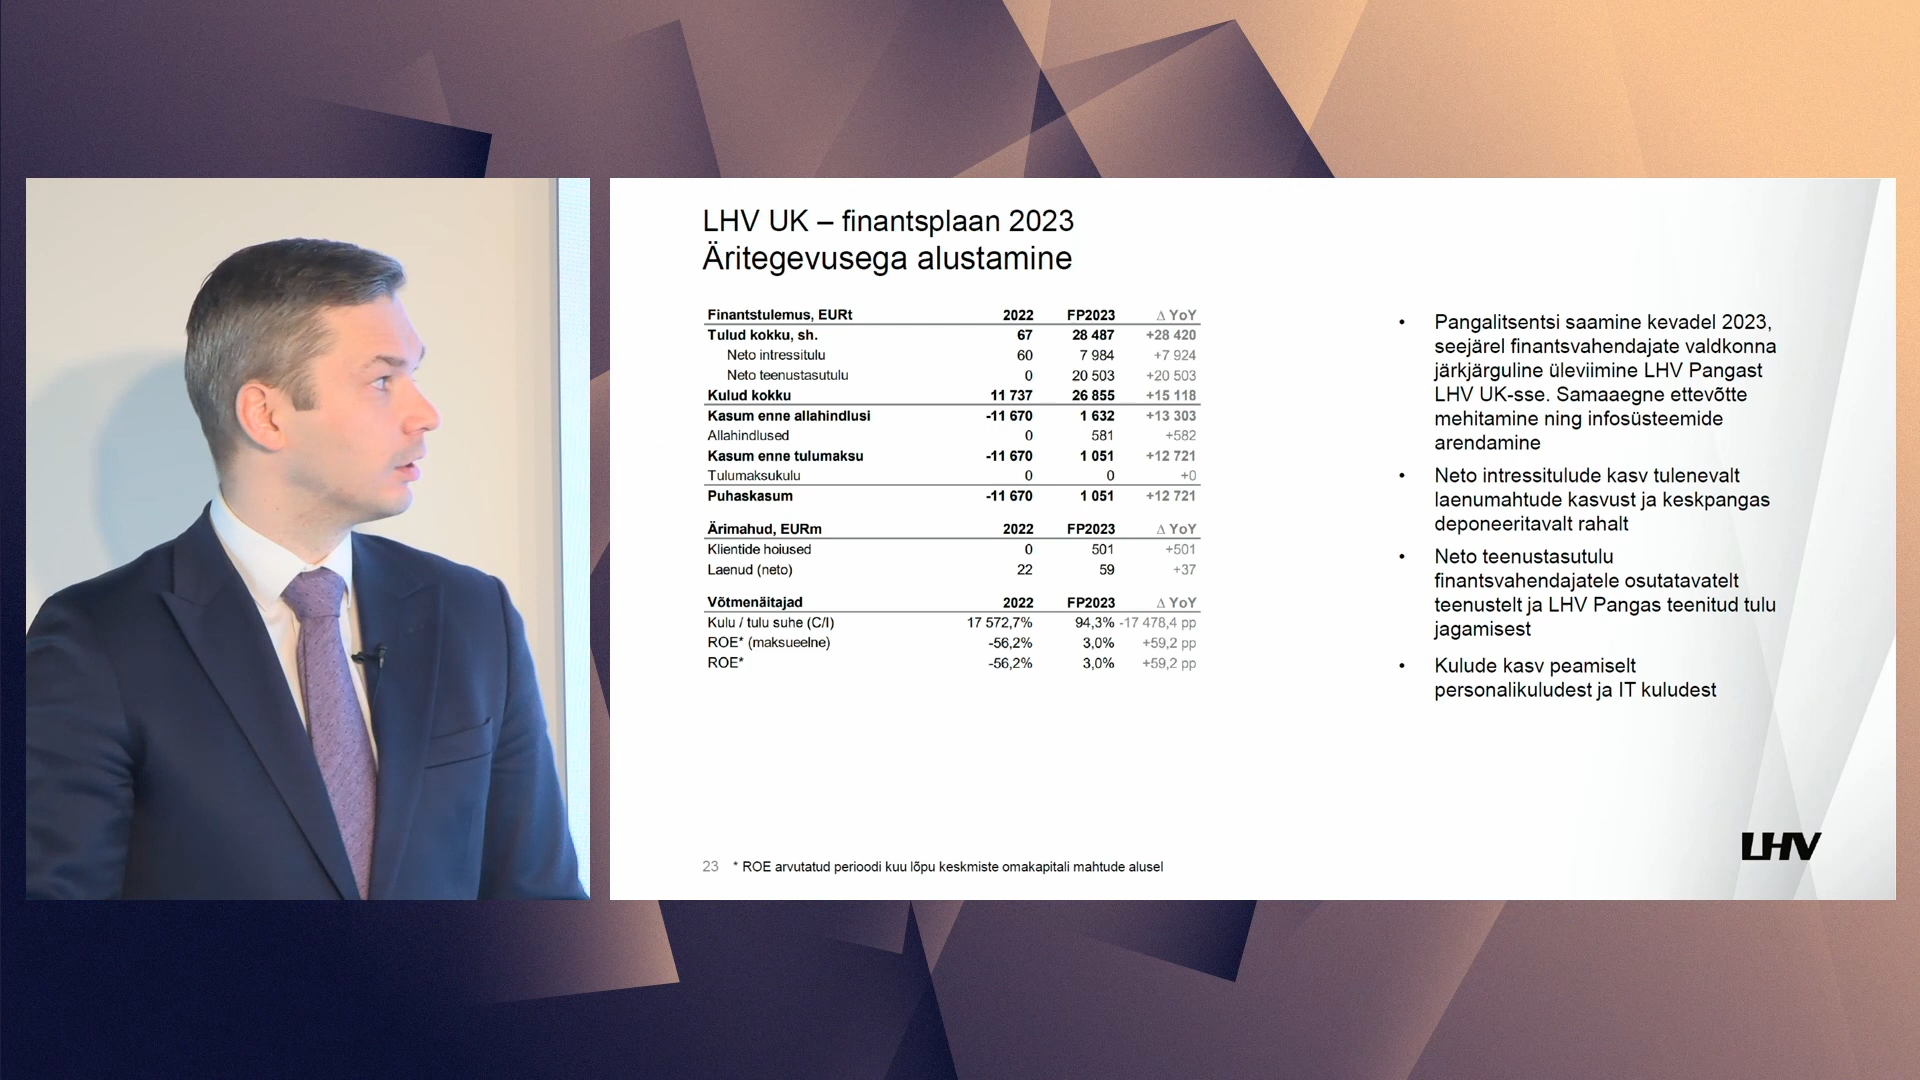 LHV UK – finantsplaan 2023
Äritegevusega alustamine
Finantstulemus, EURt 2022 FP2023 Δ YoY
Tulud kokku, sh. 67 28 487 +28 420
Neto intressitulu 60 7 984 +7 924
Neto teenustasutulu 0 20 503 +20 503
Kulud kokku 11 737 26 855 +15 118
Kasum enne allahindlusi -11 670 1 632 +13 303
Allahindlused 0 581 +582
Kasum enne tulumaksu -11 670 1 051 +12 721
Tulumaksukulu 0 0 +0
Puhaskasum -11 670 1 051 +12 721
Ärimahud, EURm 2022 FP2023 Δ YoY
Klientide hoiused 0 501 +501
Laenud (neto) 22 59 +37
Võtmenäitajad 2022 FP2023 Δ YoY
Kulu / tulu suhe (C/I) 17 572,7% 94,3% -17 478,4 pp
ROE* (maksueelne) -56,2% 3,0% +59,2 pp
ROE* -56,2% 3,0% +59,2 pp
• Pangalitsentsi saamine kevadel 2023,
seejärel finantsvahendajate valdkonna
järkjärguline üleviimine LHV Pangast
LHV UK-sse. Samaaegne ettevõtte
mehitamine ning infosüsteemide
arendamine
• Neto intressitulude kasv tulenevalt
laenumahtude kasvust ja keskpangas
deponeeritavalt rahalt
• Neto teenustasutulu
finantsvahendajatele osutatavatelt
teenustelt ja LHV Pangas teenitud tulu
jagamisest
• Kulude kasv peamiselt
personalikuludest ja IT kuludest
LHV
23 * ROE arvutatud perioodi kuu lõpu keskmiste omakapitali mahtude alusel